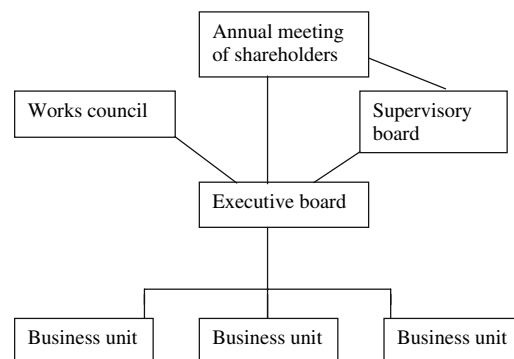 Annual meeting
of shareholders
Works council
Supervisory
board
Executive board
Business unit
Business unit
Business unit